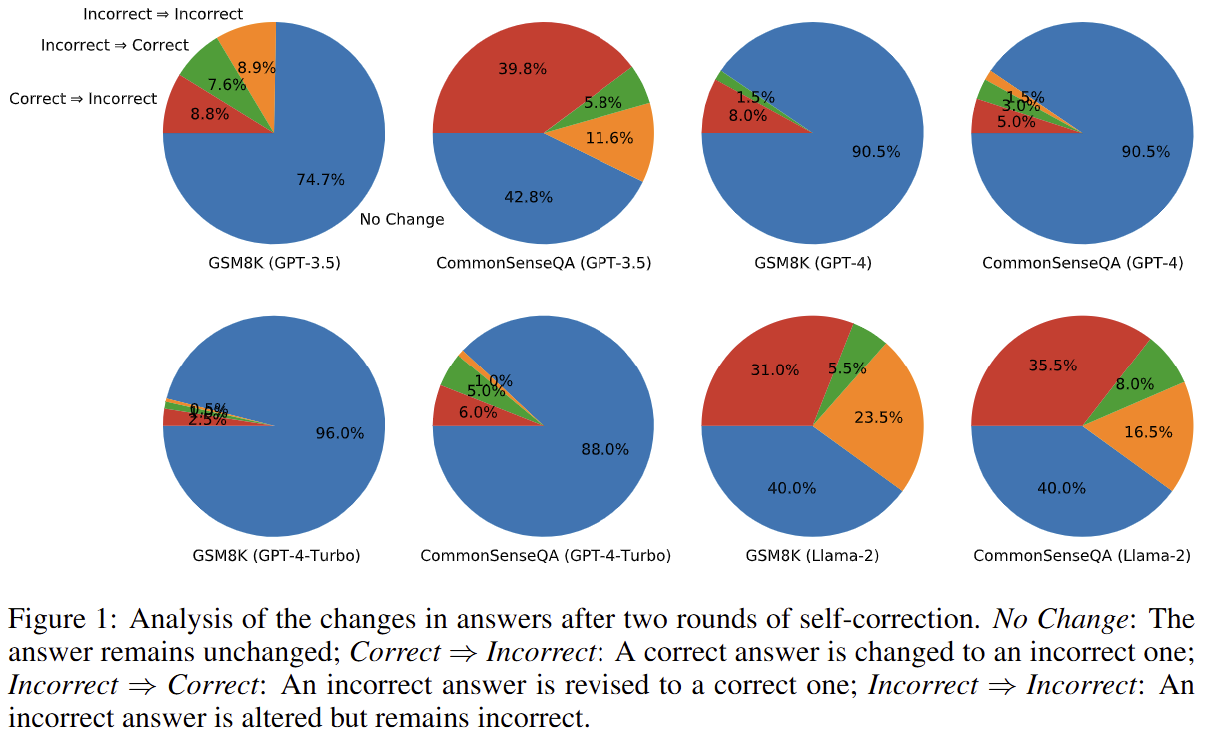 Incorrect ⇒ Incorrect
Incorrect ⇒ Correct
Correct ⇒ Incorrect
8.9%
7.6%
8.8%
74.7%
No Change
GSM8K (GPT-3.5)
39.8%
5.8%
11.6%
42.8%
CommonSenseQA (GPT-3.5)
1.5%
8.0%
90.5%
GSM8K (GPT-4)
1.5%
3.0%
5.0%
90.5%
CommonSenseQA (GPT-4)
0.5%
2.5%
96.0%
GSM8K (GPT-4-Turbo)
1.0%
5.0%
6.0%
88.0%
CommonSenseQA (GPT-4-Turbo)
31.0%
5.5%
23.5%
40.0%
GSM8K (Llama-2)
35.5%
8.0%
16.5%
40.0%
CommonSenseQA (Llama-2)
Figure 1: Analysis of the changes in answers after two rounds of self-correction. No Change: The
answer remains unchanged; Correct ⇒ Incorrect: A correct answer is changed to an incorrect one;
Incorrect ⇒ Correct: An incorrect answer is revised to a correct one; Incorrect ⇒ Incorrect: An
incorrect answer is altered but remains incorrect.